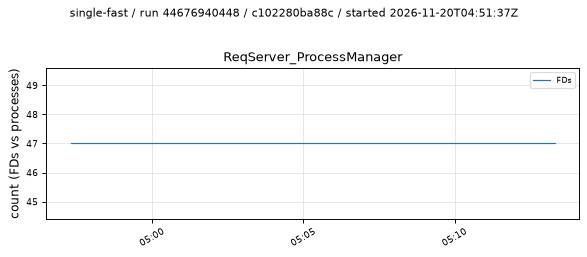 single-fast / run 44676940448 / c102280ba88c / started 2026-11-20T04:51:37Z
ReqServer_ProcessManager
FDs
count (FDs vs processes)
49
48
47
46
45
05:00
05:05
05:10